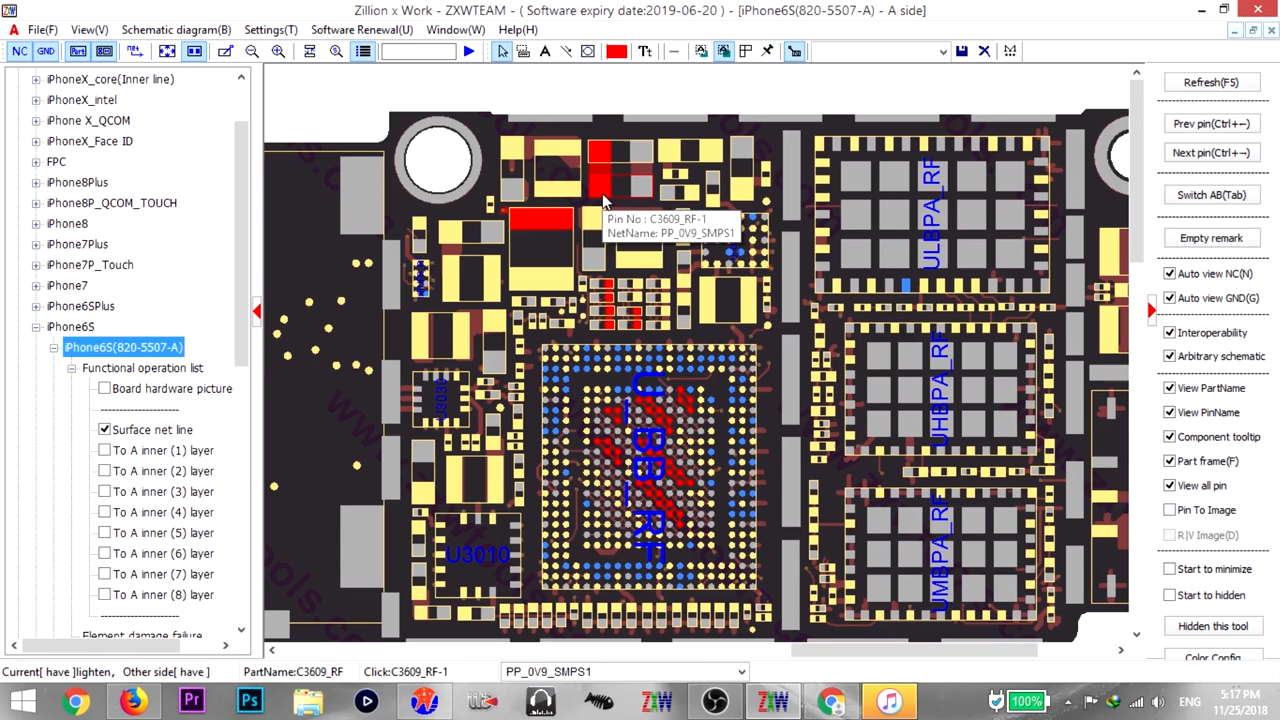 Zillion x Work - ZXWTEAM - ( Software expiry date:2019-06-20 ) - [iPhone6S(820-5507-A) - A side]
File(F) View(V) Schematic diagram(B) Settings(T) Software Renewal(U) Window(W) Help(H)
NC GND Part
iPhoneX_core(Inner line)
iPhoneX_intel
iPhone X_QCOM
iPhoneX_Face ID
FPC
iPhone8Plus
iPhone8P_QCOM_TOUCH
iPhone8
iPhone7Plus
iPhone7P_Touch
iPhone7
iPhone6SPlus
iPhone6S
iPhone6S(820-5507-A)
Functional operation list
Board hardware picture
--------------------
Surface net line
To A inner (1) layer
To A inner (2) layer
To A inner (3) layer
To A inner (4) layer
To A inner (5) layer
To A inner (6) layer
To A inner (7) layer
To A inner (8) layer
--------------------
Element damage failure
Pin No : C3609_RF-1
NetName: PP_0V9_SMPS1
ULBPA_RF
UHBPA_RF
UMBPA_RF
U_BB_RF
U3030
U3010
Refresh(F5)
Prev pin(Ctrl+←)
Next pin(Ctrl+→)
Switch AB(Tab)
Empty remark
Auto view NC(N)
Auto view GND(G)
Interoperability
Arbitrary schematic
View PartName
View PinName
Component tooltip
Part frame(F)
View all pin
Pin To Image
R|V Image(D)
Start to minimize
Start to hidden
Hidden this tool
Color Config
Current[ have ]lighten, Other side[ have ] PartName:C3609_RF Click:C3609_RF-1 PP_0V9_SMPS1
Pr Ps ZXW ZXW 100% ENG
5:17 PM
11/25/2018